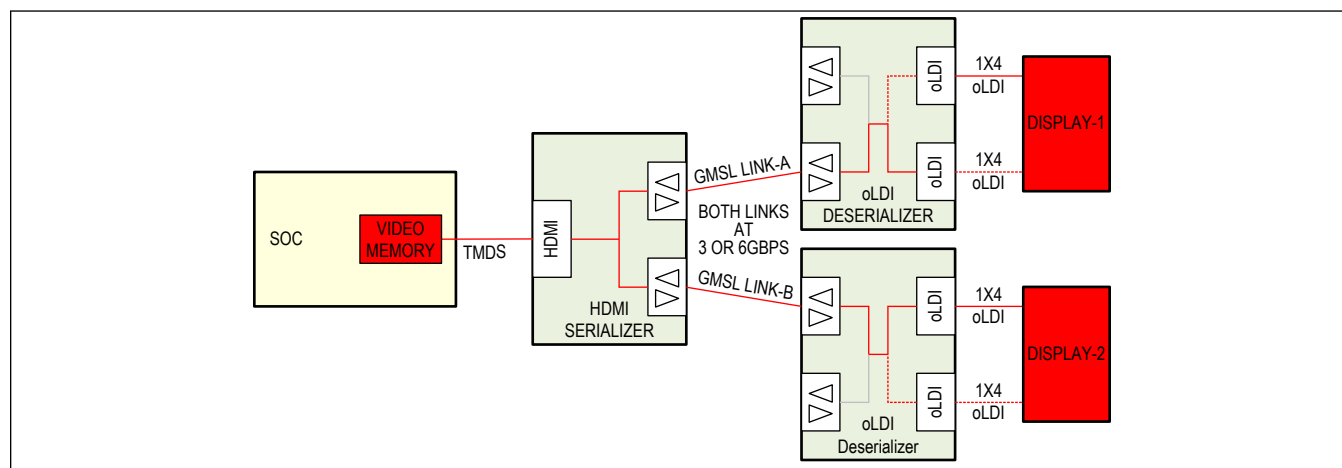 SOC
VIDEO
MEMORY
TMDS
HDMI
HDMI
SERIALIZER
GMSL LINK-A
BOTH LINKS
AT
3 OR 6GBPS
GMSL LINK-B
oLDI
oLDI
oLDI
DESERIALIZER
1X4
oLDI
1X4
oLDI
DISPLAY-1
oLDI
oLDI
oLDI
Deserializer
1X4
oLDI
1X4
oLDI
DISPLAY-2